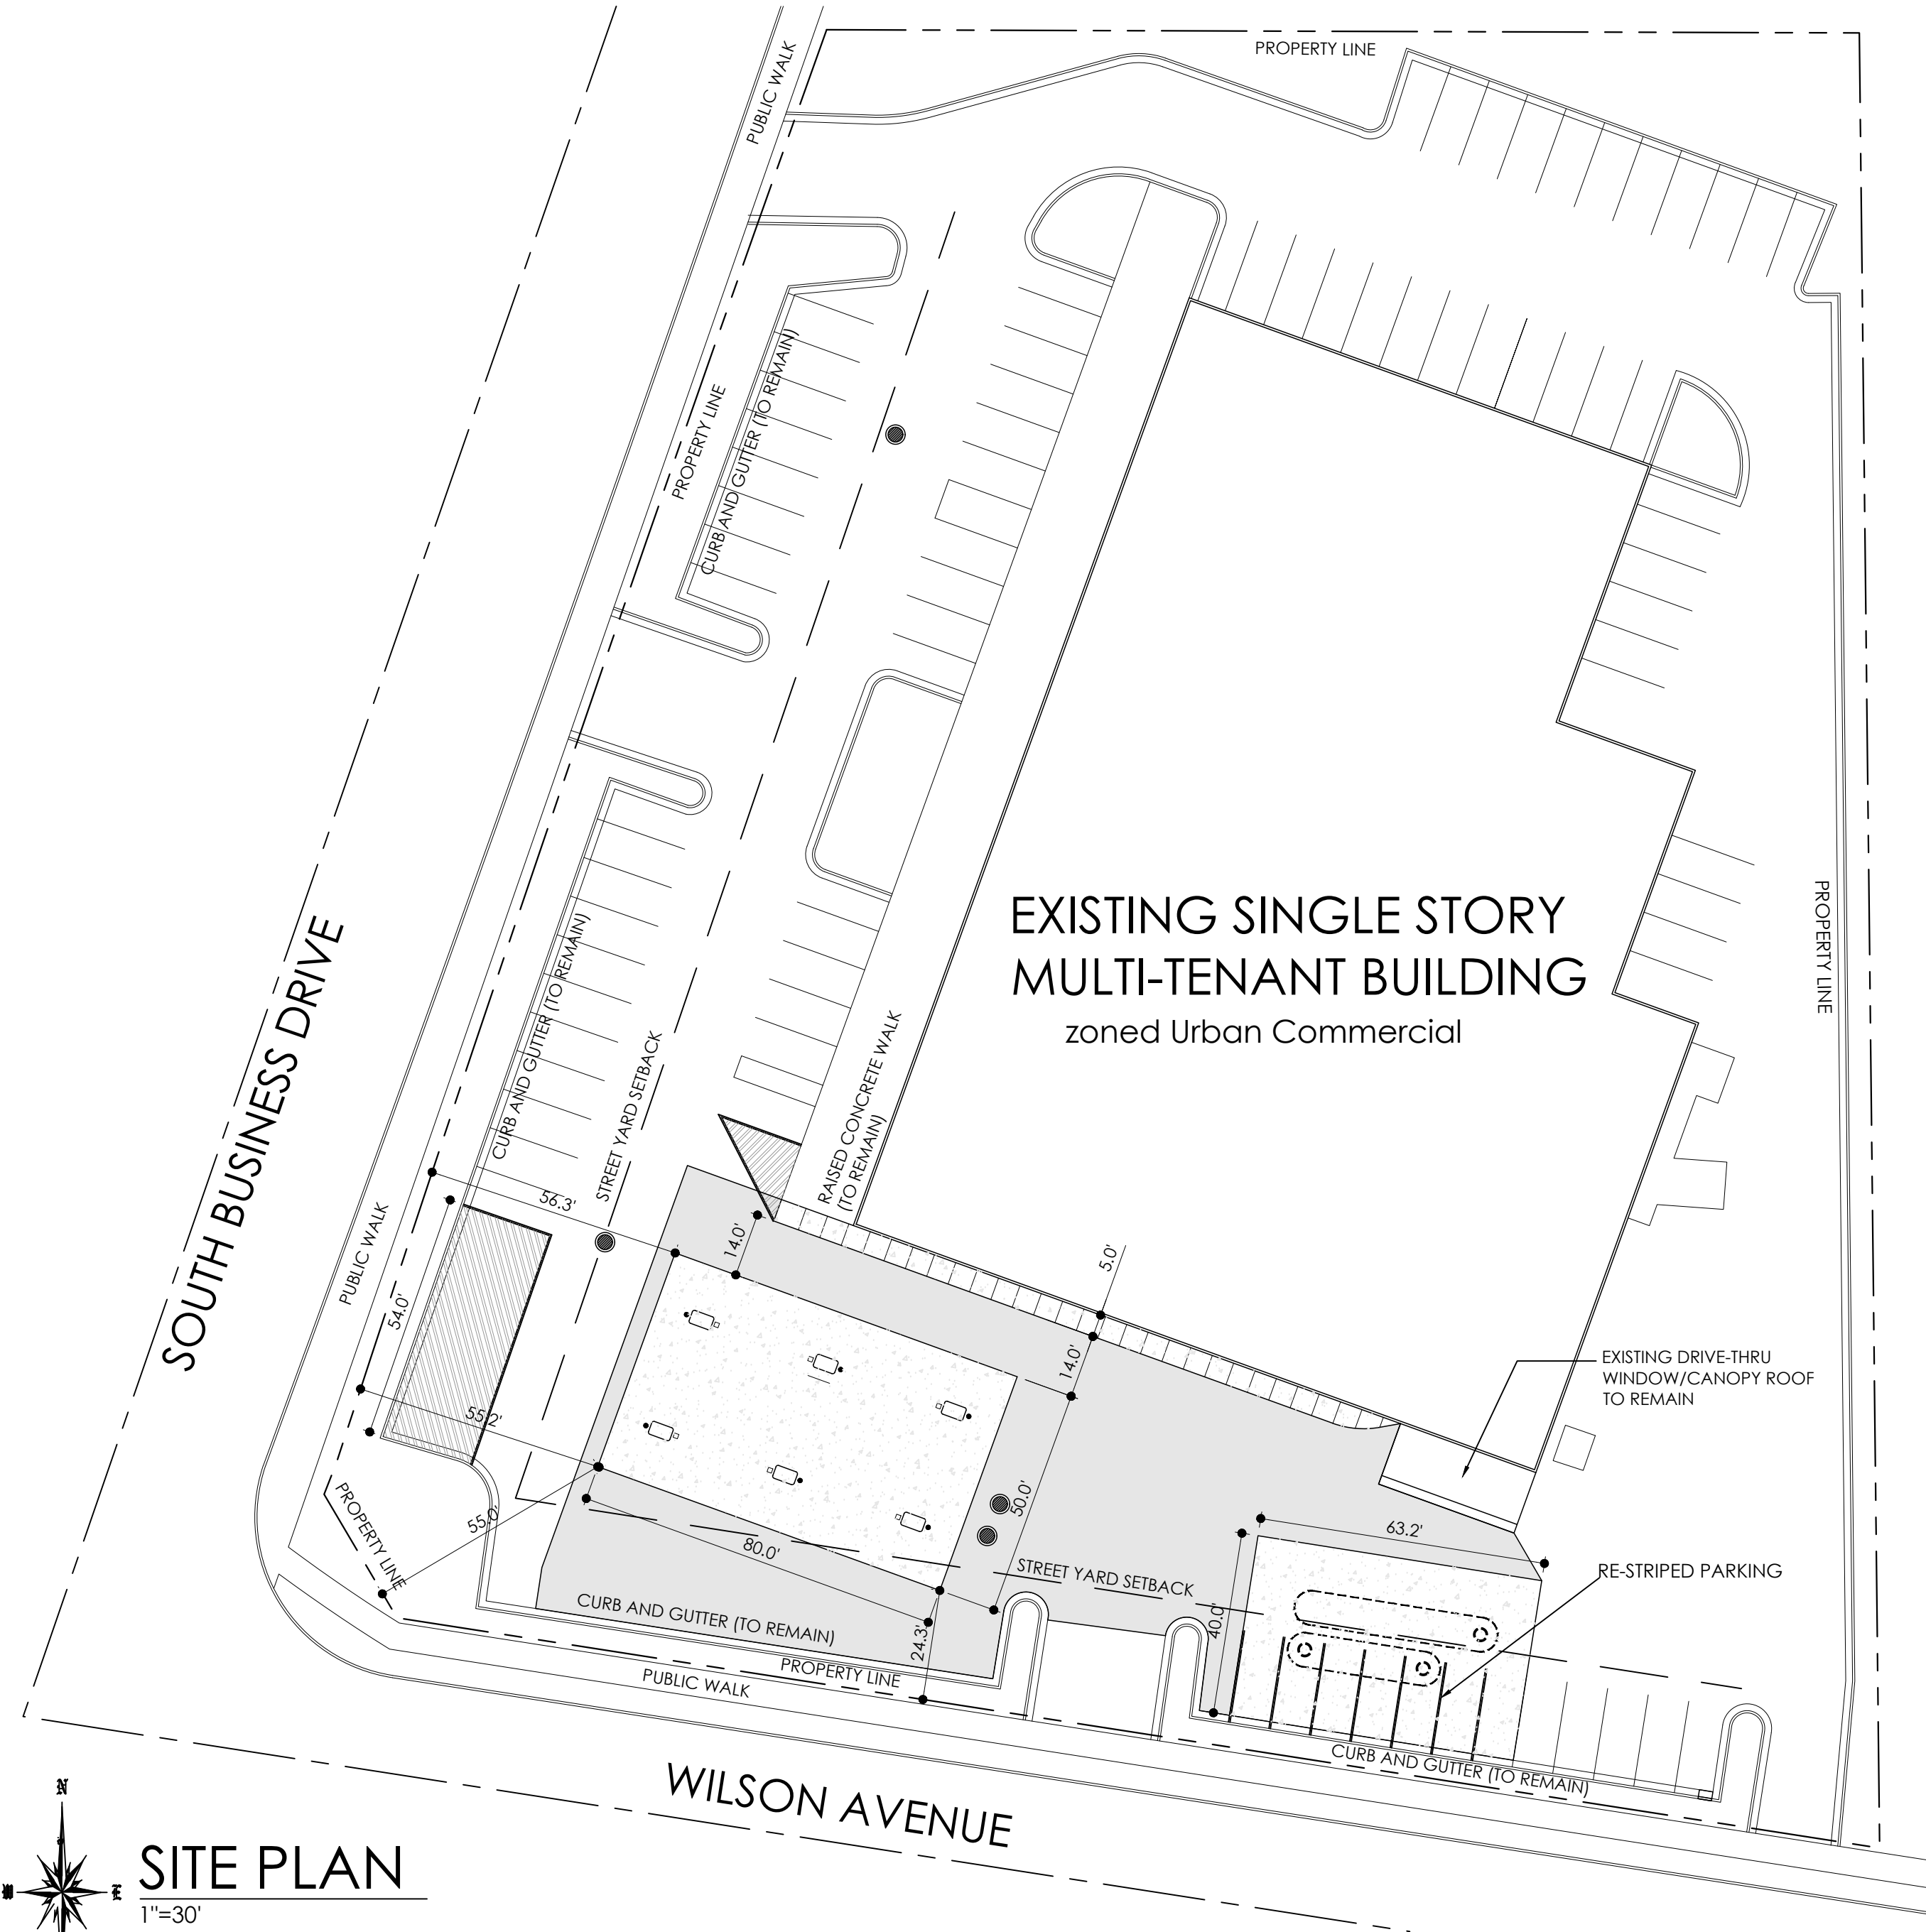 PROPERTY LINE
PUBLIC WALK
PROPERTY LINE
CURB AND GUTTER (TO REMAIN)
EXISTING SINGLE STORY
MULTI-TENANT BUILDING
zoned Urban Commercial
PROPERTY LINE
SOUTH BUSINESS DRIVE
CURB AND GUTTER (TO REMAIN)
STREET YARD SETBACK
RAISED CONCRETE WALK
(TO REMAIN)
PUBLIC WALK
56.3'
14.0'
5.0'
54.0'
14.0'
EXISTING DRIVE-THRU
WINDOW/CANOPY ROOF
TO REMAIN
55.2'
PROPERTY LINE
55.0'
50.0'
80.0'
63.2'
STREET YARD SETBACK
RE-STRIPED PARKING
40.0'
CURB AND GUTTER (TO REMAIN)
24.3'
PROPERTY LINE
PUBLIC WALK
CURB AND GUTTER (TO REMAIN)
WILSON AVENUE
N
E
SITE PLAN
1"=30'